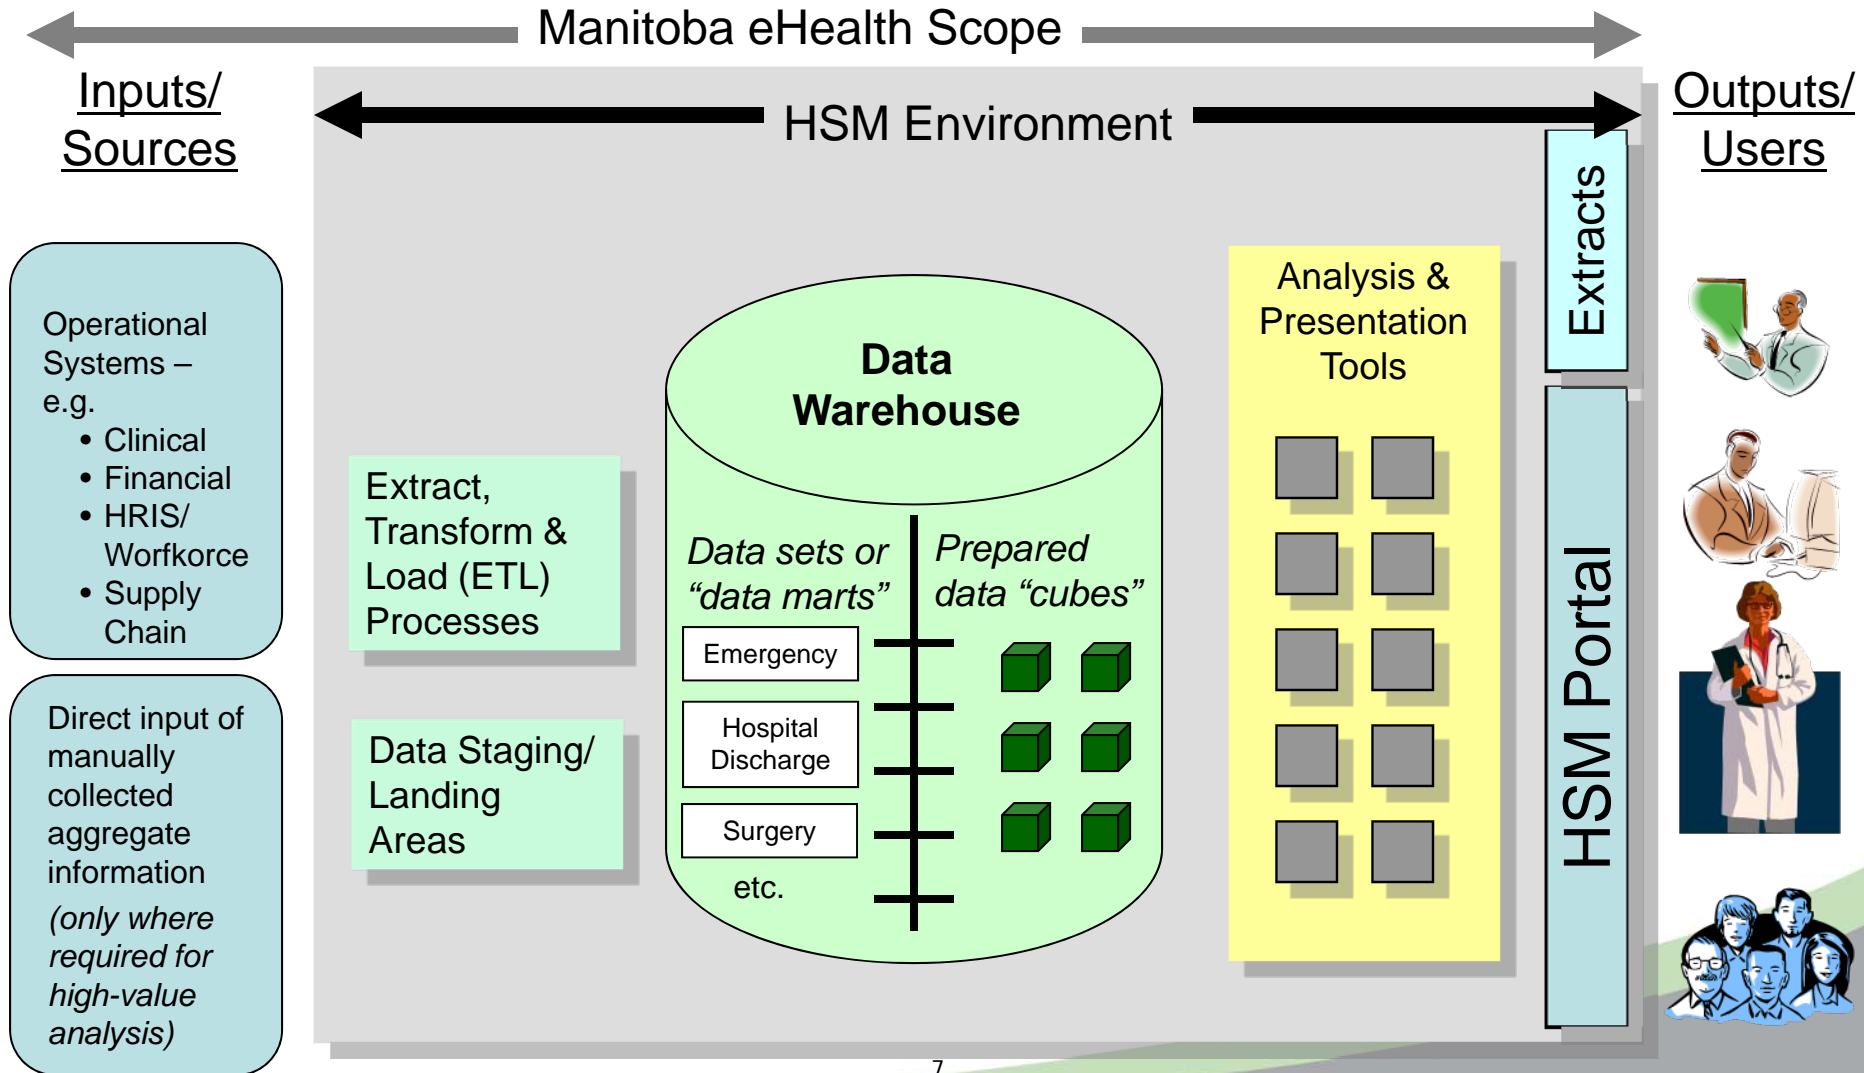 Manitoba eHealth Scope
Inputs/
Sources
HSM Environment
Outputs/
Users
Operational
Systems –
e.g.
• Clinical
• Financial
• HRIS/
Worfkorce
• Supply
Chain
Direct input of
manually
collected
aggregate
information
(only where
required for
high-value
analysis)
Extract,
Transform &
Load (ETL)
Processes
Data Staging/
Landing
Areas
Data
Warehouse
Data sets or
“data marts”
Prepared
data “cubes”
Emergency
Hospital
Discharge
Surgery
etc.
Analysis &
Presentation
Tools
Extracts
HSM Portal
7